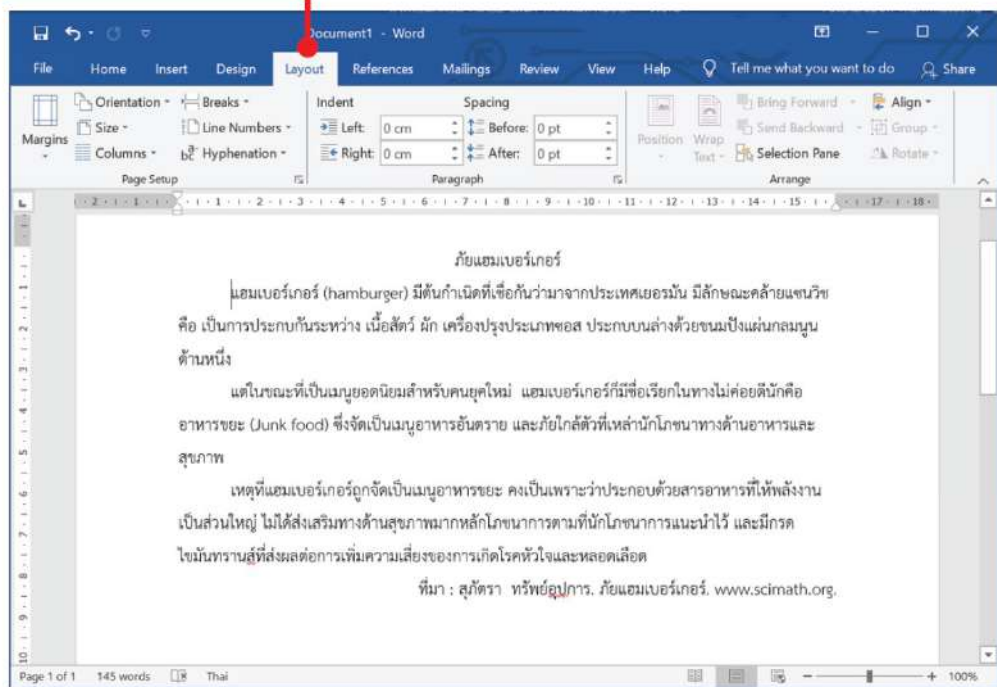 Document1 - Word
File Home Insert Design Layout References Mailings Review View Help Tell me what you want to do Share
Margins Orientation Size Columns Breaks Line Numbers Hyphenation
Indent Spacing
Left: 0 cm Before: 0 pt
Right: 0 cm After: 0 pt
Position Wrap Text Bring Forward Send Backward Selection Pane Align Group Rotate
Page Setup Paragraph Arrange
2 1 1 2 3 4 5 6 7 8 9 10 11 12 13 14 15 17 18
ภัยแฮมเบอร์เกอร์
แฮมเบอร์เกอร์ (hamburger) มีต้นกำเนิดที่เชื่อกันว่ามาจากประเทศเยอรมัน มีลักษณะคล้ายแซนวิช
คือ เป็นการประกบกันระหว่าง เนื้อสัตว์ ผัก เครื่องปรุงประเภทซอส ประกบบนล่างด้วยขนมปังแผ่นกลมนูน
ด้านหนึ่ง
แต่ในขณะที่เป็นเมนูยอดนิยมสำหรับคนยุคใหม่ แฮมเบอร์เกอร์ก็มีชื่อเรียกในทางไม่ค่อยดีนักคือ
อาหารขยะ (Junk food) ซึ่งจัดเป็นเมนูอาหารอันตราย และภัยใกล้ตัวที่เหล่านักโภชนาทางด้านอาหารและ
สุขภาพ
เหตุที่แฮมเบอร์เกอร์ถูกจัดเป็นเมนูอาหารขยะ คงเป็นเพราะว่าประกอบด้วยสารอาหารที่ให้พลังงาน
เป็นส่วนใหญ่ ไม่ได้ส่งเสริมทางด้านสุขภาพมากหลักโภชนาการตามที่นักโภชนาการแนะนำไว้ และมีกรด
ไขมันทรานสู่ที่ส่งผลต่อการเพิ่มความเสี่ยงของการเกิดโรคหัวใจและหลอดเลือด
ที่มา : สุภัตรา ทรัพย์อุปการ. ภัยแฮมเบอร์เกอร์. www.scimath.org.
Page 1 of 1 145 words Thai 100%